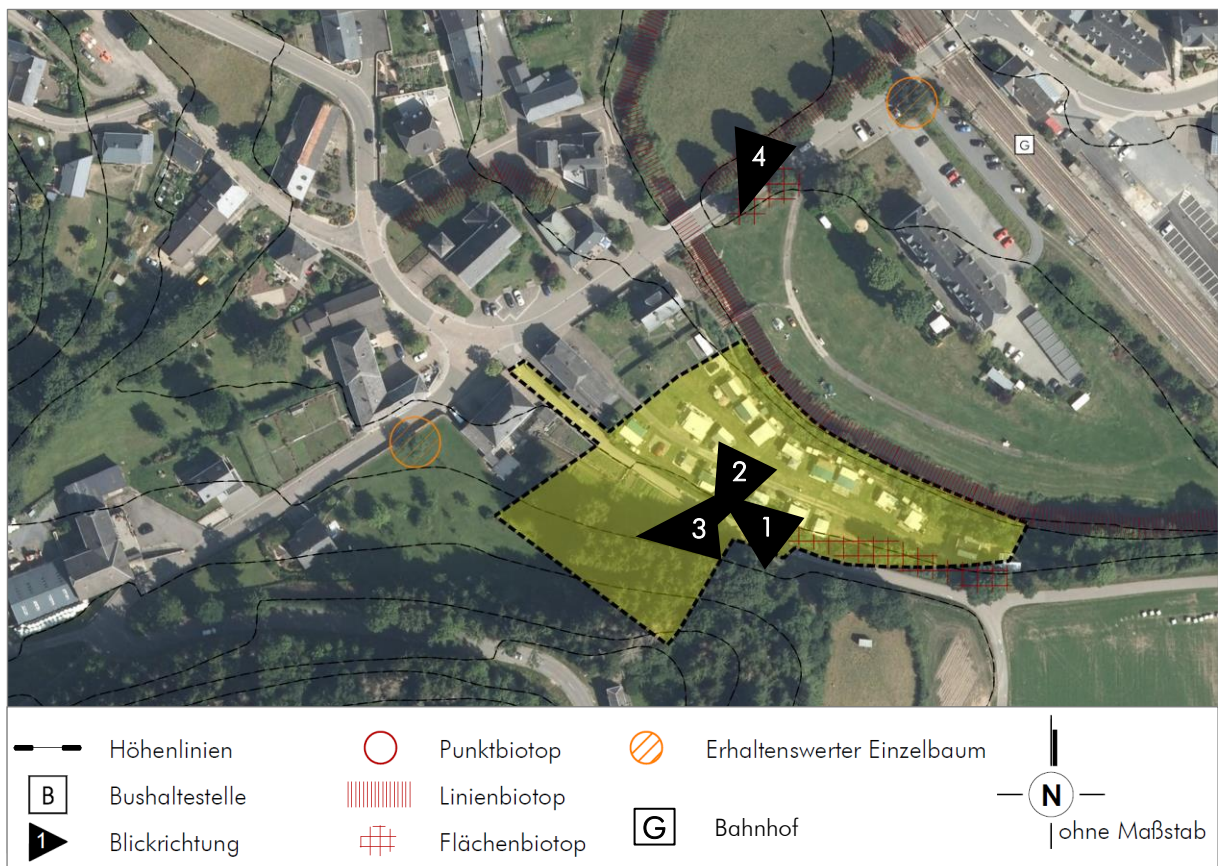 4
G
2
3
1
Höhenlinien
Punktbiotop
Erhaltenswerter Einzelbaum
B
Bushaltestelle
Linienbiotop
N
1
Blickrichtung
Flächenbiotop
G
Bahnhof
ohne Maßstab